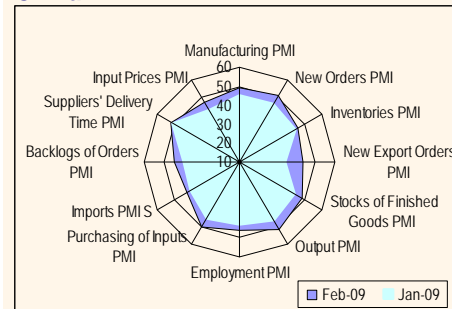 Manufacturing PMI
New Orders PMI
Inventories PMI
New Export Orders
PMI
Stocks of Finished
Goods PMI
Output PMI
Employment PMI
Purchasing of Inputs
PMI
Imports PMI S
Backlogs of Orders
PMI
Suppliers' Delivery
Time PMI
Input Prices PMI
60
50
40
30
20
10
Feb-09
Jan-09